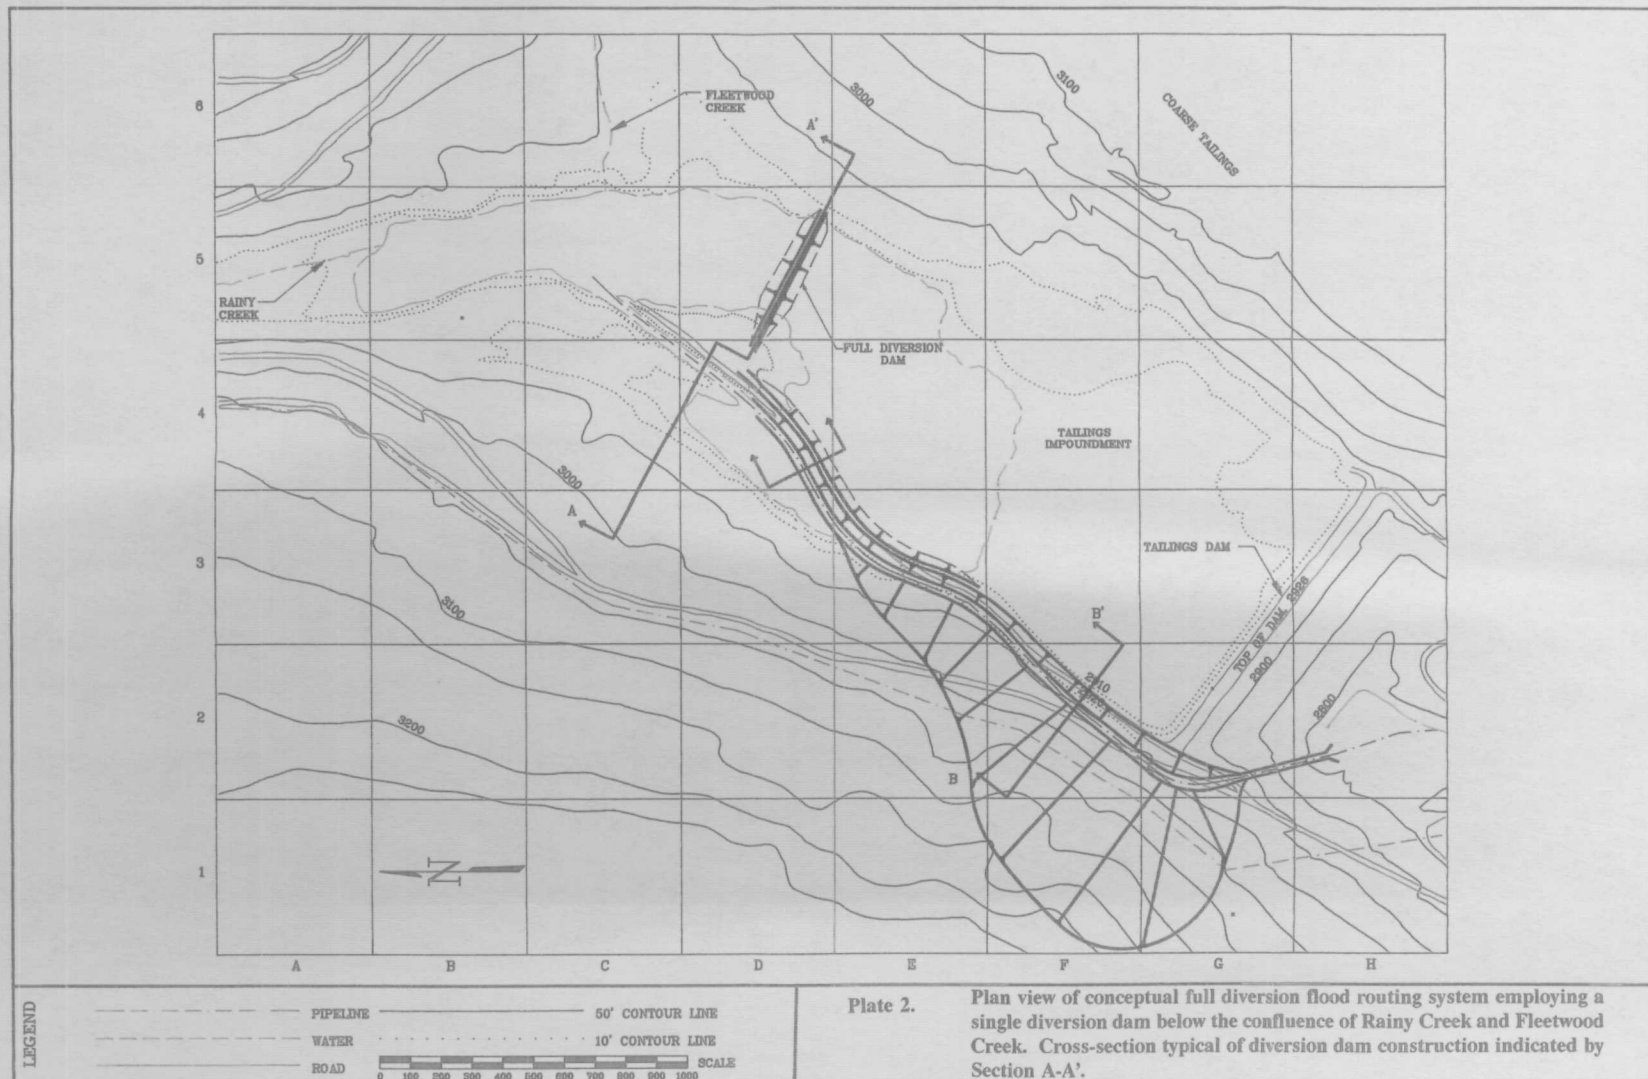 6
5
4
3
2
1
A
B
C
D
E
F
G
H
FLEETWOOD
CREEK
A'
3000
3100
COARSE TAILINGS
RAINY
CREEK
FULL DIVERSION
DAM
TAILINGS
IMPOUNDMENT
3000
A
TAILINGS DAM
TOP OF DAM 2926
2900
2800
3100
B'
2910
3200
B
N
LEGEND
PIPELINE
50' CONTOUR LINE
WATER
10' CONTOUR LINE
ROAD
SCALE
0 100 200 300 400 500 600 700 800 900 1000
Plate 2.
Plan view of conceptual full diversion flood routing system employing a
single diversion dam below the confluence of Rainy Creek and Fleetwood
Creek. Cross-section typical of diversion dam construction indicated by
Section A-A'.